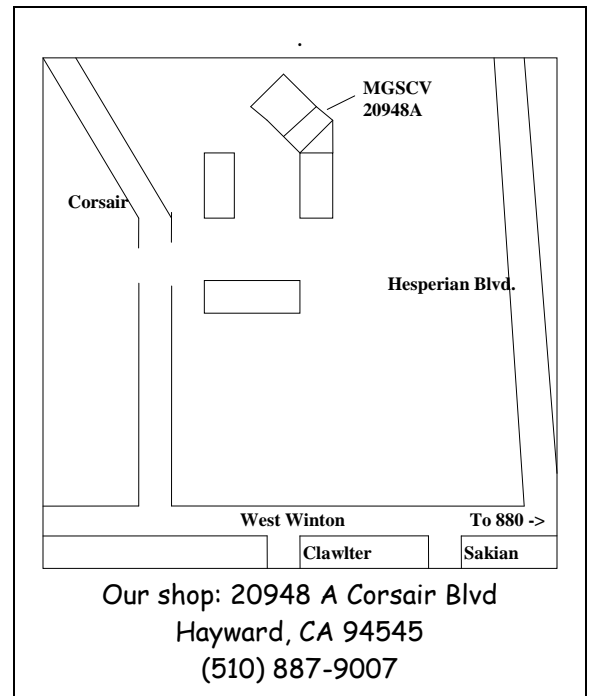 MGSCV
20948A
Corsair
Hesperian Blvd.
West Winton
To 880 ->
Clawlter
Sakian
Our shop: 20948 A Corsair Blvd
Hayward, CA 94545
(510) 887-9007